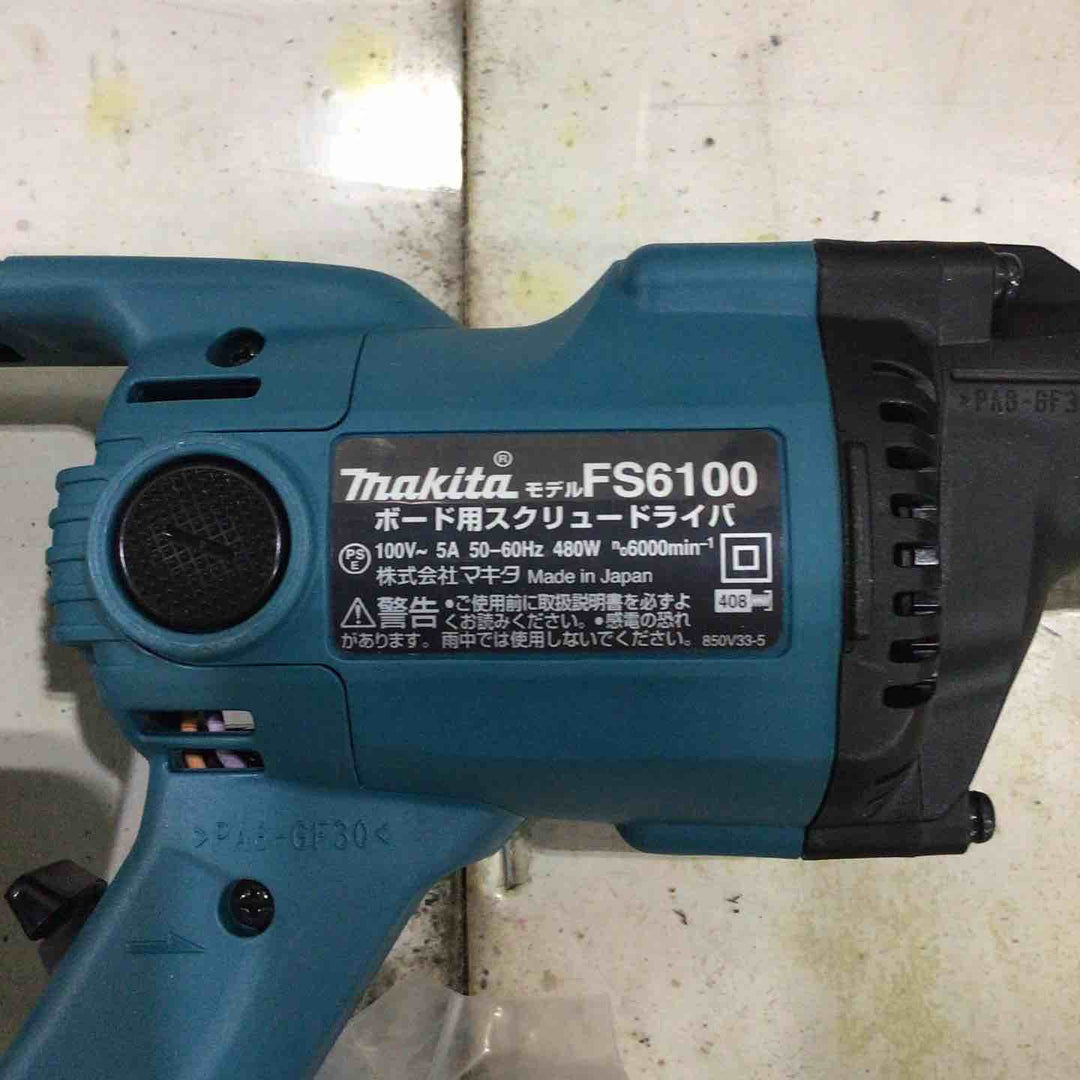 makita® モデルFS6100
ボード用スクリュードライバ
PSE 100V~ 5A 50-60Hz 480W n₀6000min⁻¹
株式会社マキタ Made in Japan
408
警告 •ご使用前に取扱説明書を必ずよ
くお読みください。•感電の恐れ
があります。雨中では使用しないでください。 850V33-5
>PA6-GF3
>PA6-GF30<